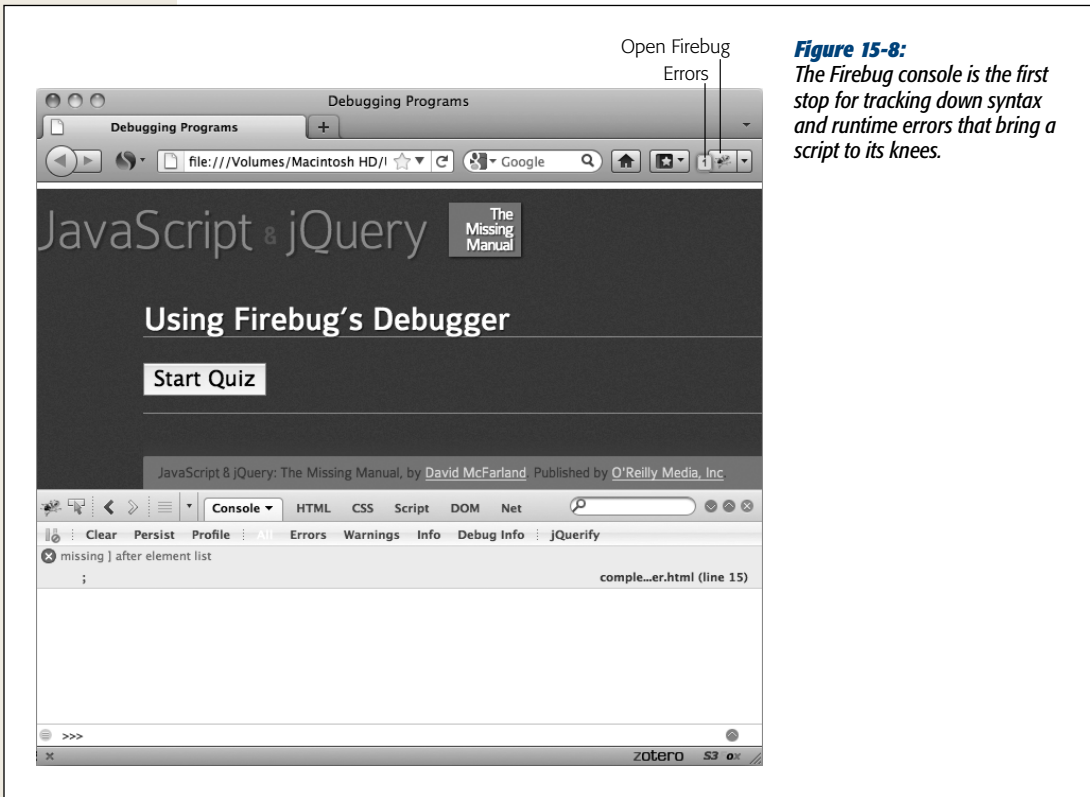 Open Firebug
Errors
Figure 15-8:
The Firebug console is the first
stop for tracking down syntax
and runtime errors that bring a
script to its knees.
Debugging Programs
Debugging Programs
+
file:///Volumes/Macintosh HD/
Google
1
JavaScript & jQuery
The
Missing
Manual
Using Firebug's Debugger
Start Quiz
JavaScript & jQuery: The Missing Manual, by David McFarland. Published by O'Reilly Media, Inc.
Console HTML CSS Script DOM Net
Clear Persist Profile All Errors Warnings Info Debug Info jQuerify
missing ] after element list
; comple...er.html (line 15)
>>>
× zotero S3 ox